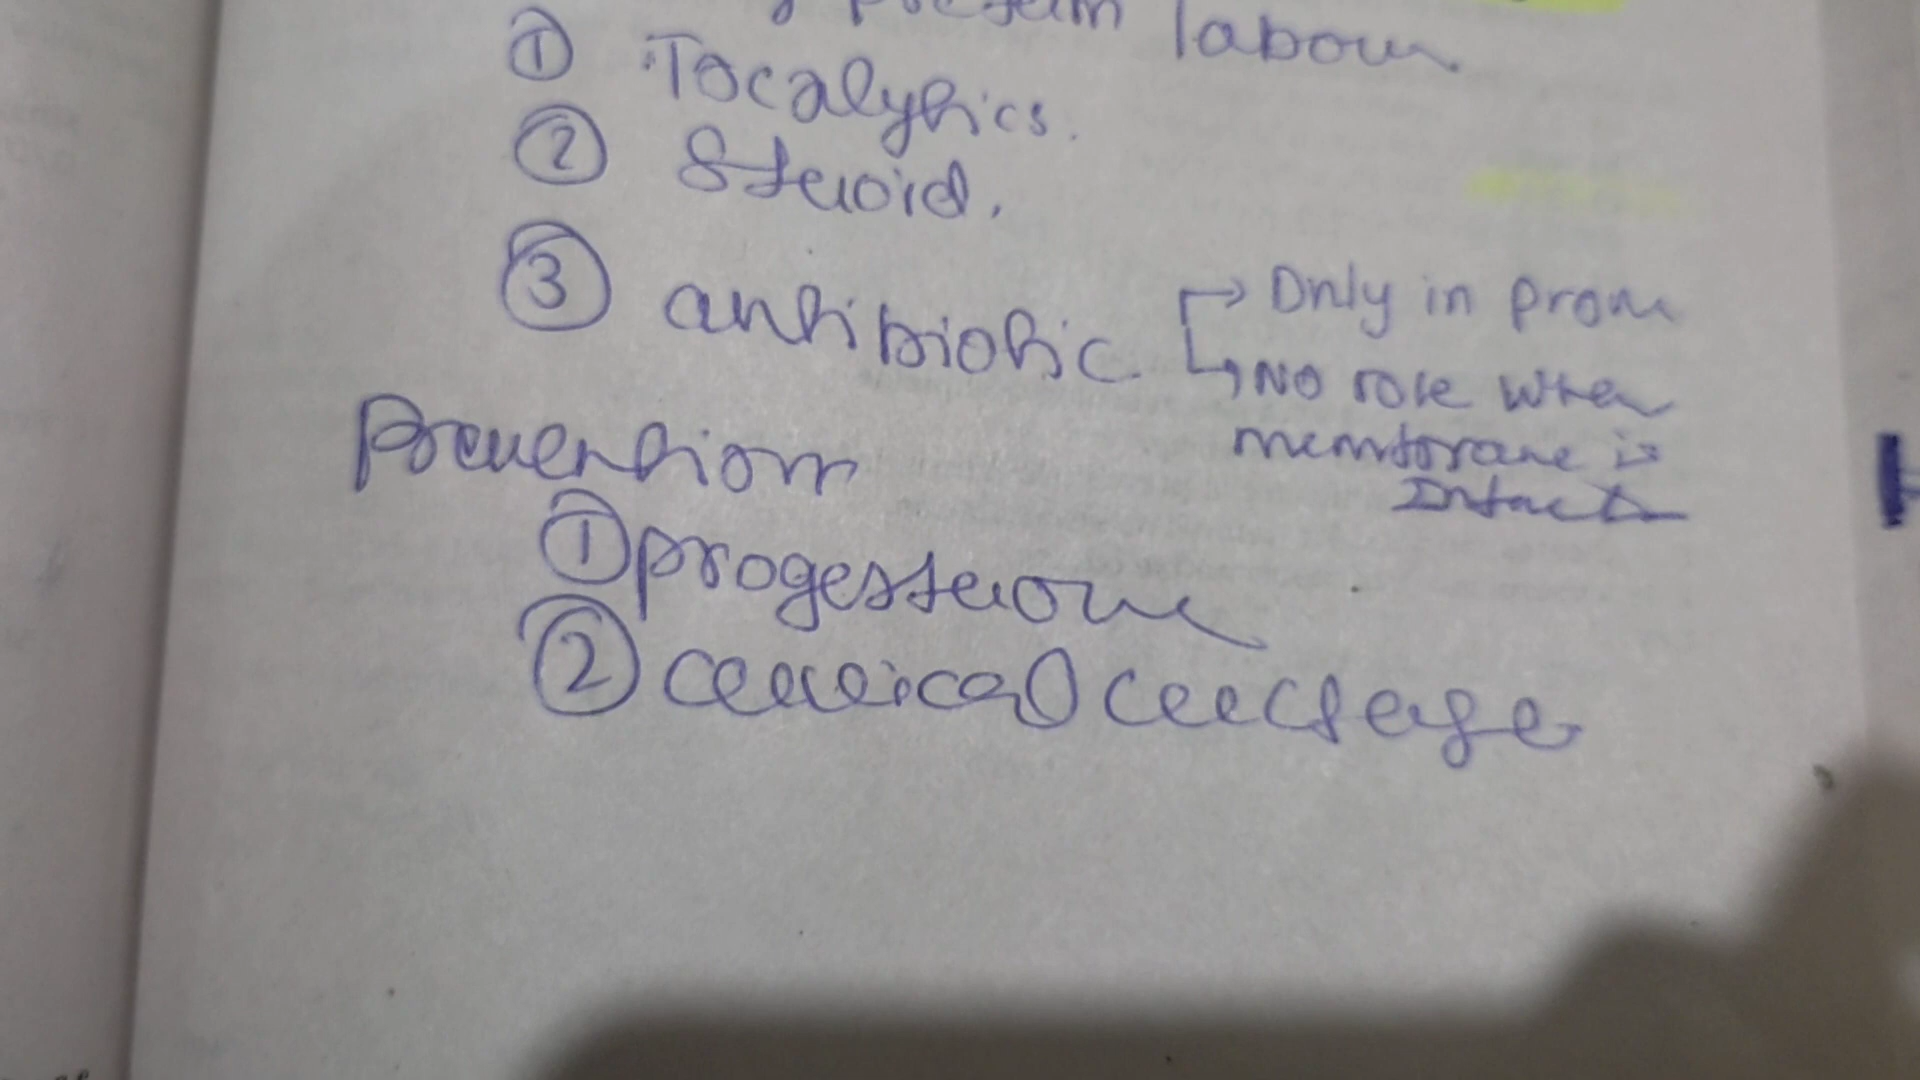 preterm labour.
① Tocalytics.
② Steroid.
③ antibiotic → Only in prom
↳ No role when
membrane is
Intact
Prevention
① progesterone
② cervical cerclage